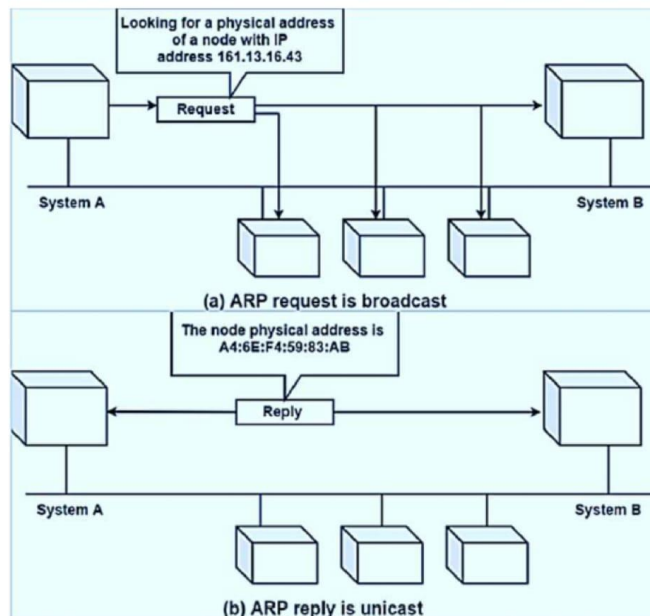 Looking for a physical address
of a node with IP
address 161.13.16.43
Request
System A
System B
(a) ARP request is broadcast
The node physical address is
A4:6E:F4:59:83:AB
Reply
System A
System B
(b) ARP reply is unicast